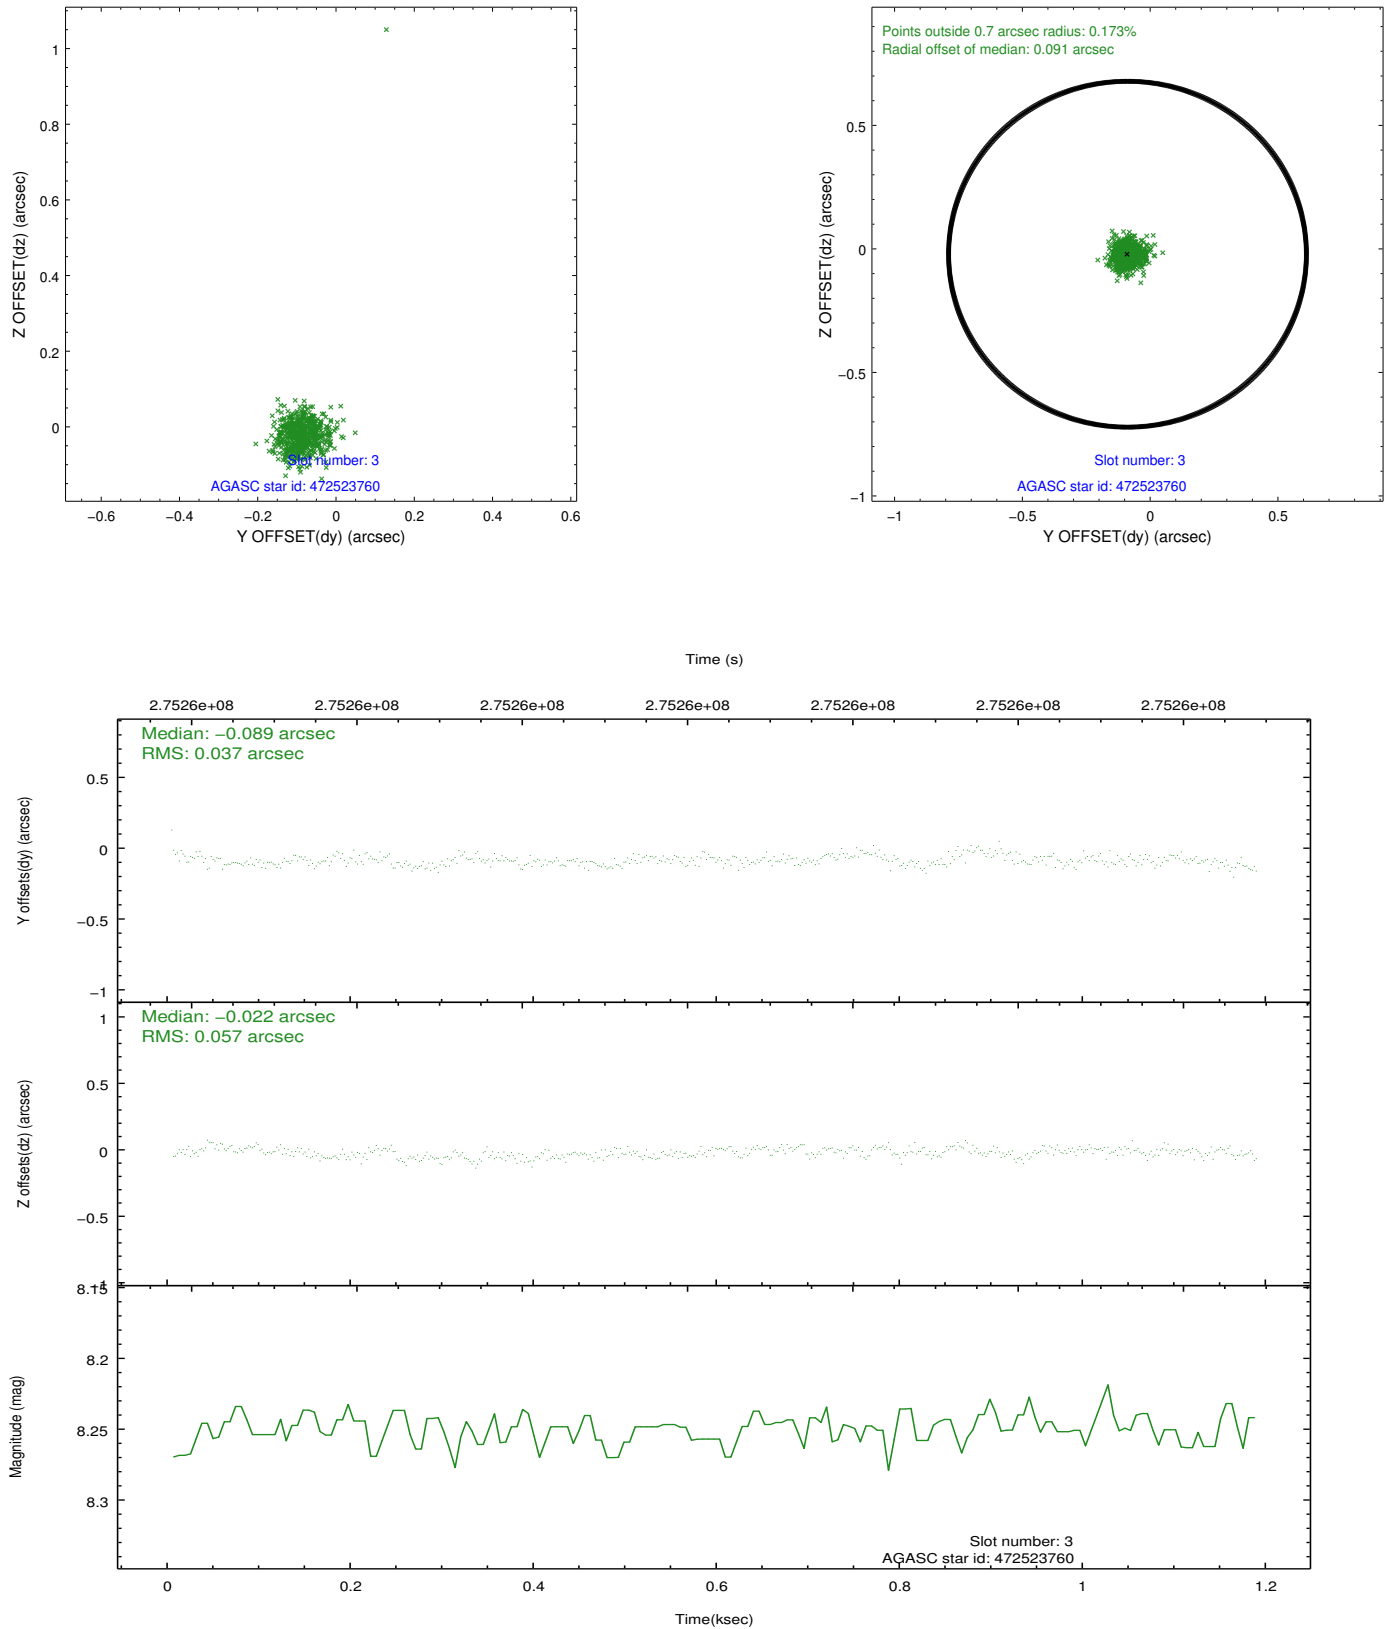 1
0.8
0.6
0.4
0.2
0
Z OFFSET(dz) (arcsec)
Slot number: 3
AGASC star id: 472523760
−0.6 −0.4 −0.2 0 0.2 0.4 0.6
Y OFFSET(dy) (arcsec)
Points outside 0.7 arcsec radius: 0.173%
Radial offset of median: 0.091 arcsec
0.5
0
−0.5
−1
Z OFFSET(dz) (arcsec)
Slot number: 3
AGASC star id: 472523760
−1 −0.5 0 0.5
Y OFFSET(dy) (arcsec)
Time (s)
2.7526e+08 2.7526e+08 2.7526e+08 2.7526e+08 2.7526e+08 2.7526e+08 2.7526e+08
Median: −0.089 arcsec
RMS: 0.037 arcsec
0.5
0
−0.5
−1
Y offsets(dy) (arcsec)
Median: −0.022 arcsec
RMS: 0.057 arcsec
1
0.5
0
−0.5
−1
Z offsets(dz) (arcsec)
8.15
8.2
8.25
8.3
Magnitude (mag)
Slot number: 3
AGASC star id: 472523760
0 0.2 0.4 0.6 0.8 1 1.2
Time(ksec)